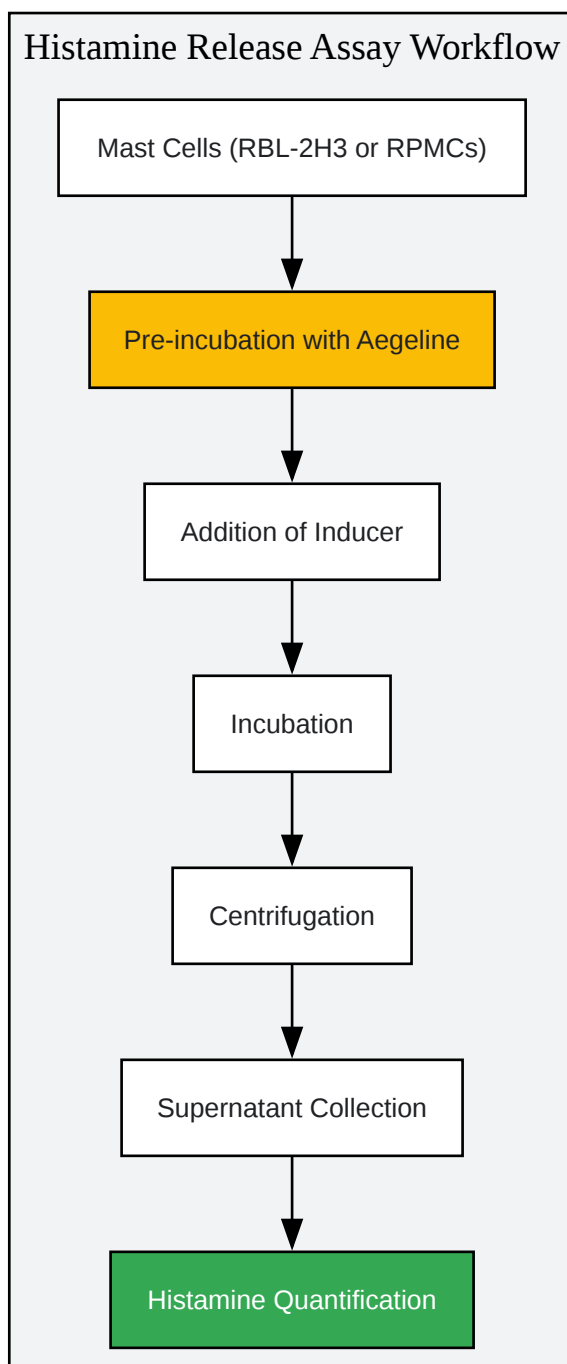 Histamine Release Assay Workflow
Mast Cells (RBL-2H3 or RPMCs)
Pre-incubation with Aegeline
Addition of Inducer
Incubation
Centrifugation
Supernatant Collection
Histamine Quantification